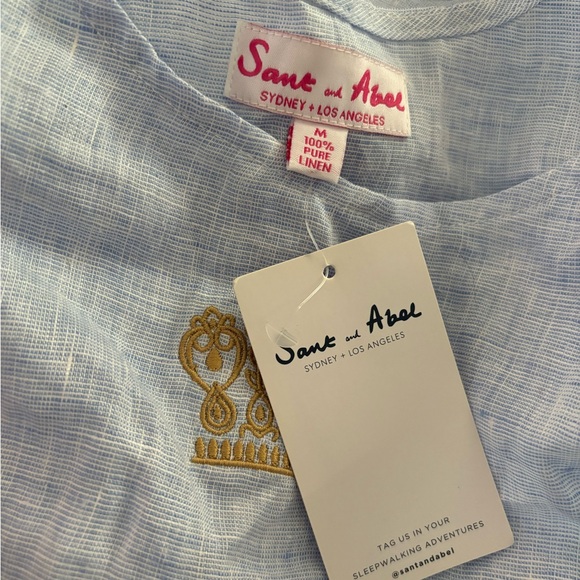 Sant and Abel
SYDNEY + LOS ANGELES
M
100%
PURE
LINEN
Sant and Abel
SYDNEY + LOS ANGELES
TAG US IN YOUR
SLEEPWALKING ADVENTURES
@santandabel